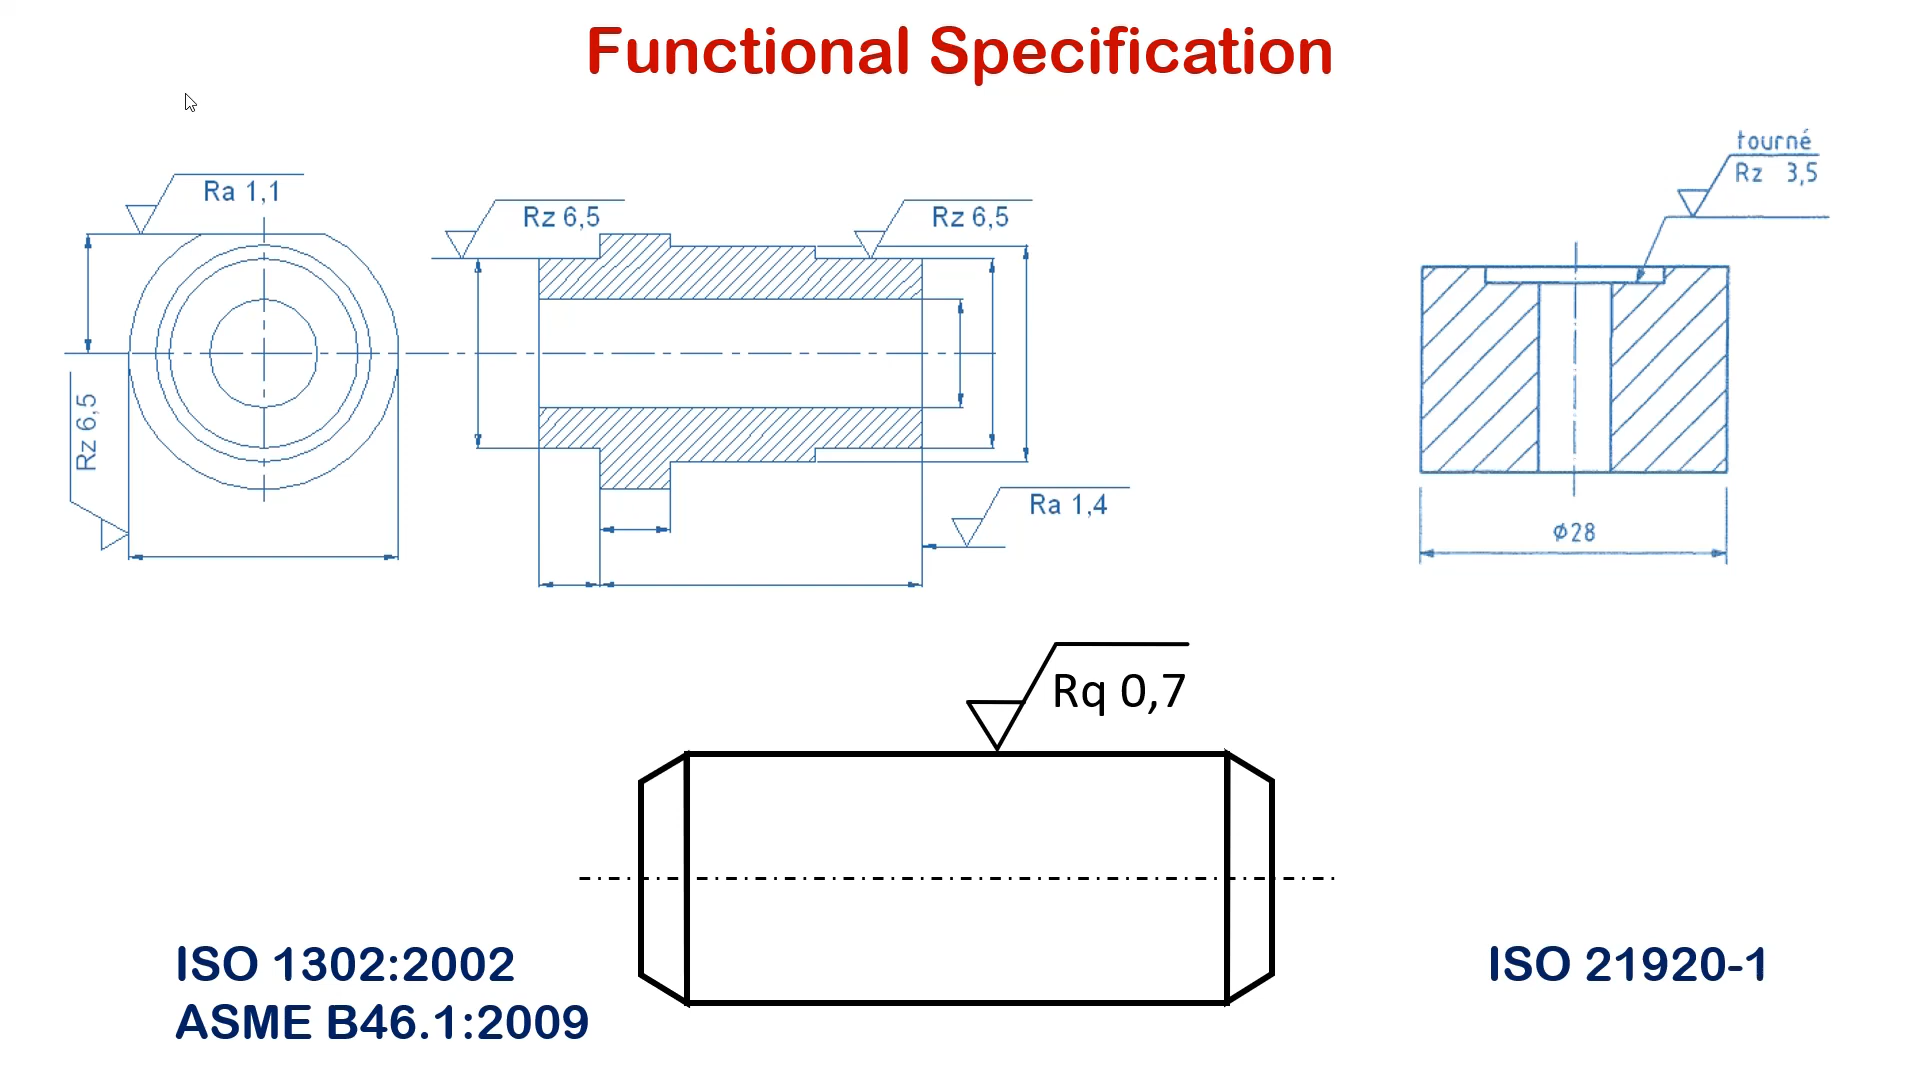 Functional Specification
tourné
Rz 3,5
Ra 1,1
Rz 6,5
Rz 6,5
Rz 6,5
Ra 1,4
ϕ28
Rq 0,7
ISO 1302:2002
ASME B46.1:2009
ISO 21920-1